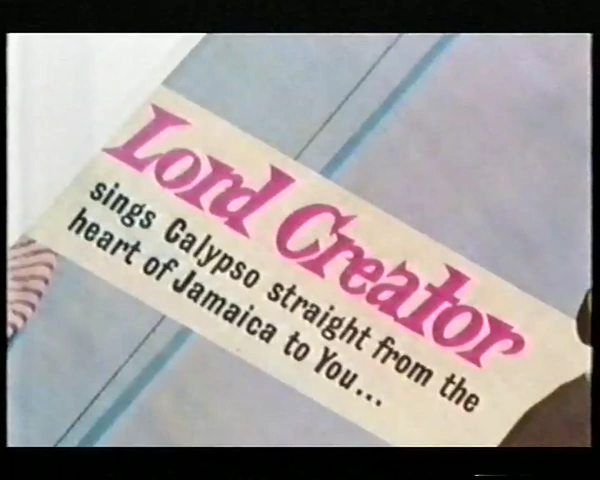 Lord Creator
sings Calypso straight from the
heart of Jamaica to You...